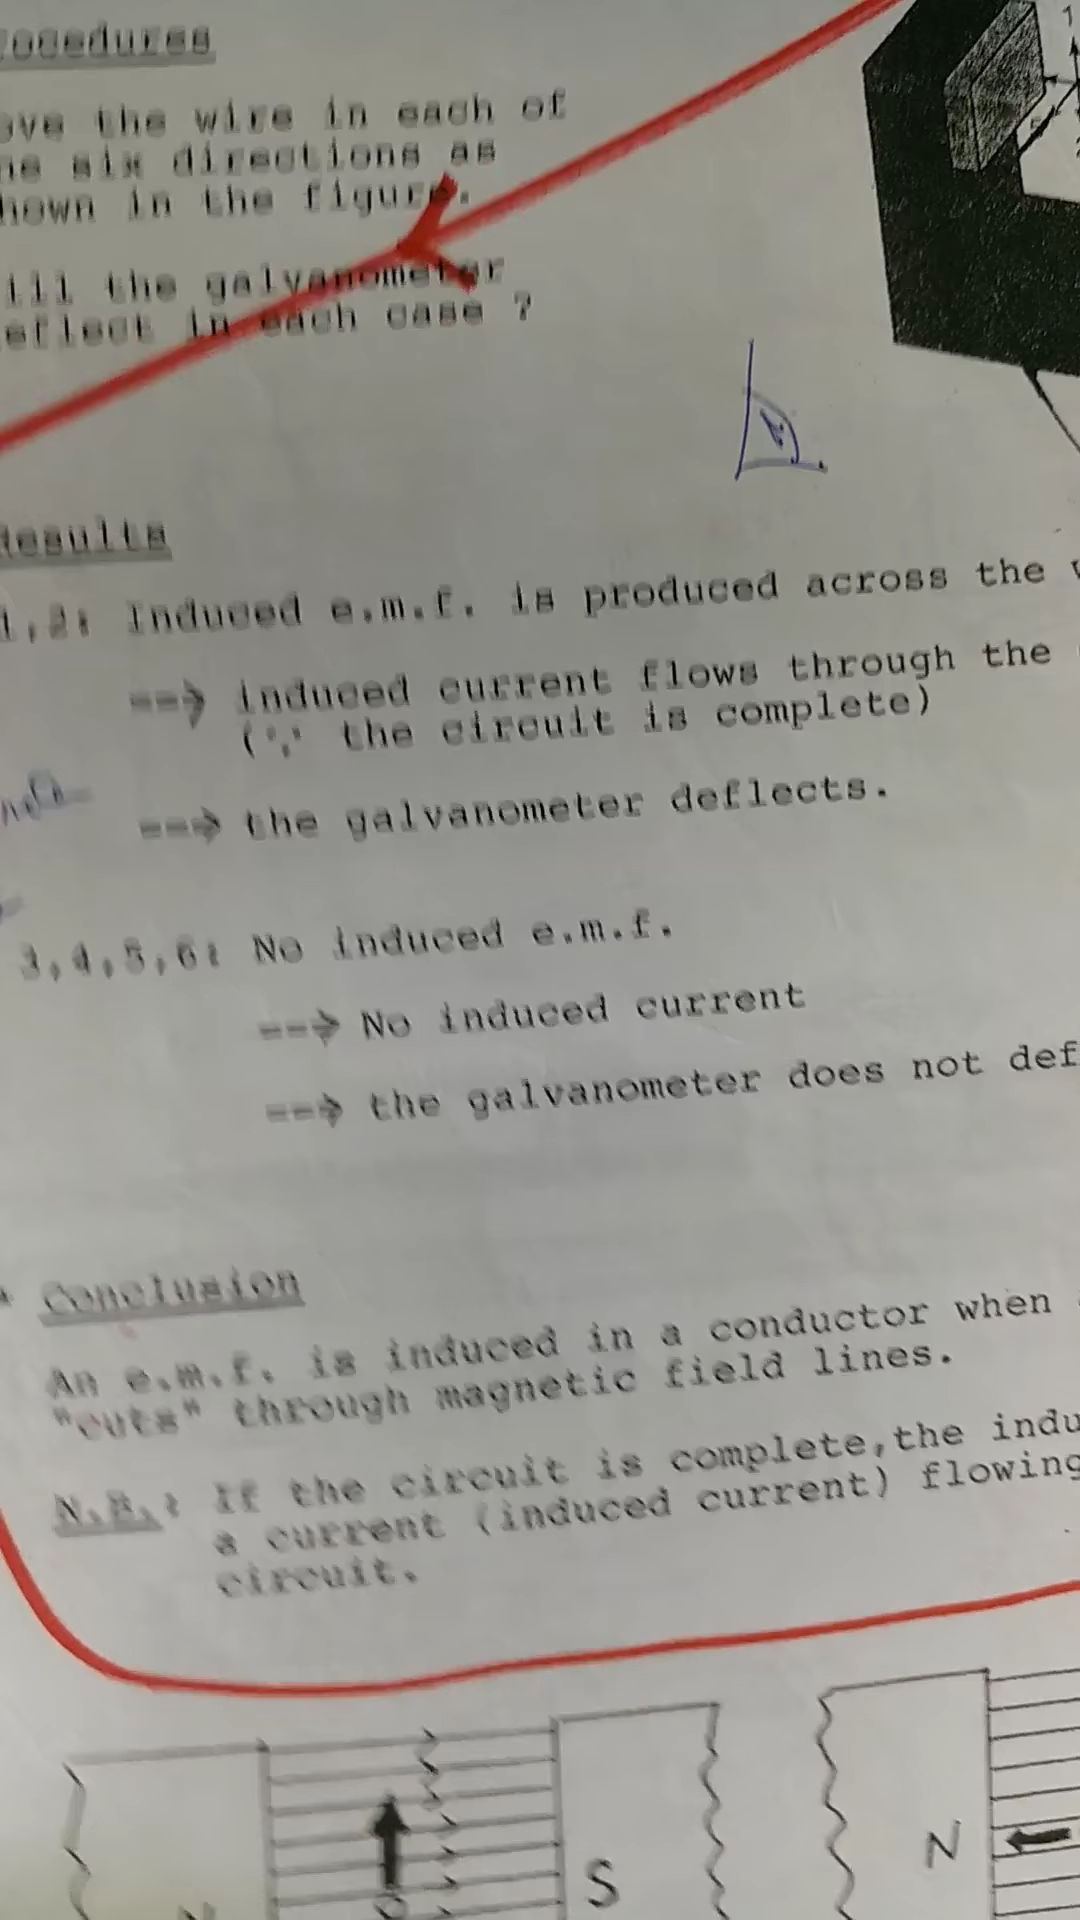 ocedures
ove the wire in each of
he six directions as
hown in the figure.
ill the galvanometer
eflect in each case ?
1
Results
1,2: Induced e.m.f. is produced across the
==> induced current flows through the
(∵ the circuit is complete)
==> the galvanometer deflects.
3,4,5,6: No induced e.m.f.
==> No induced current
==> the galvanometer does not def
Conclusion
An e.m.f. is induced in a conductor when
"cuts" through magnetic field lines.
N.B.: If the circuit is complete,the indu
a current (induced current) flowing
circuit.
S N